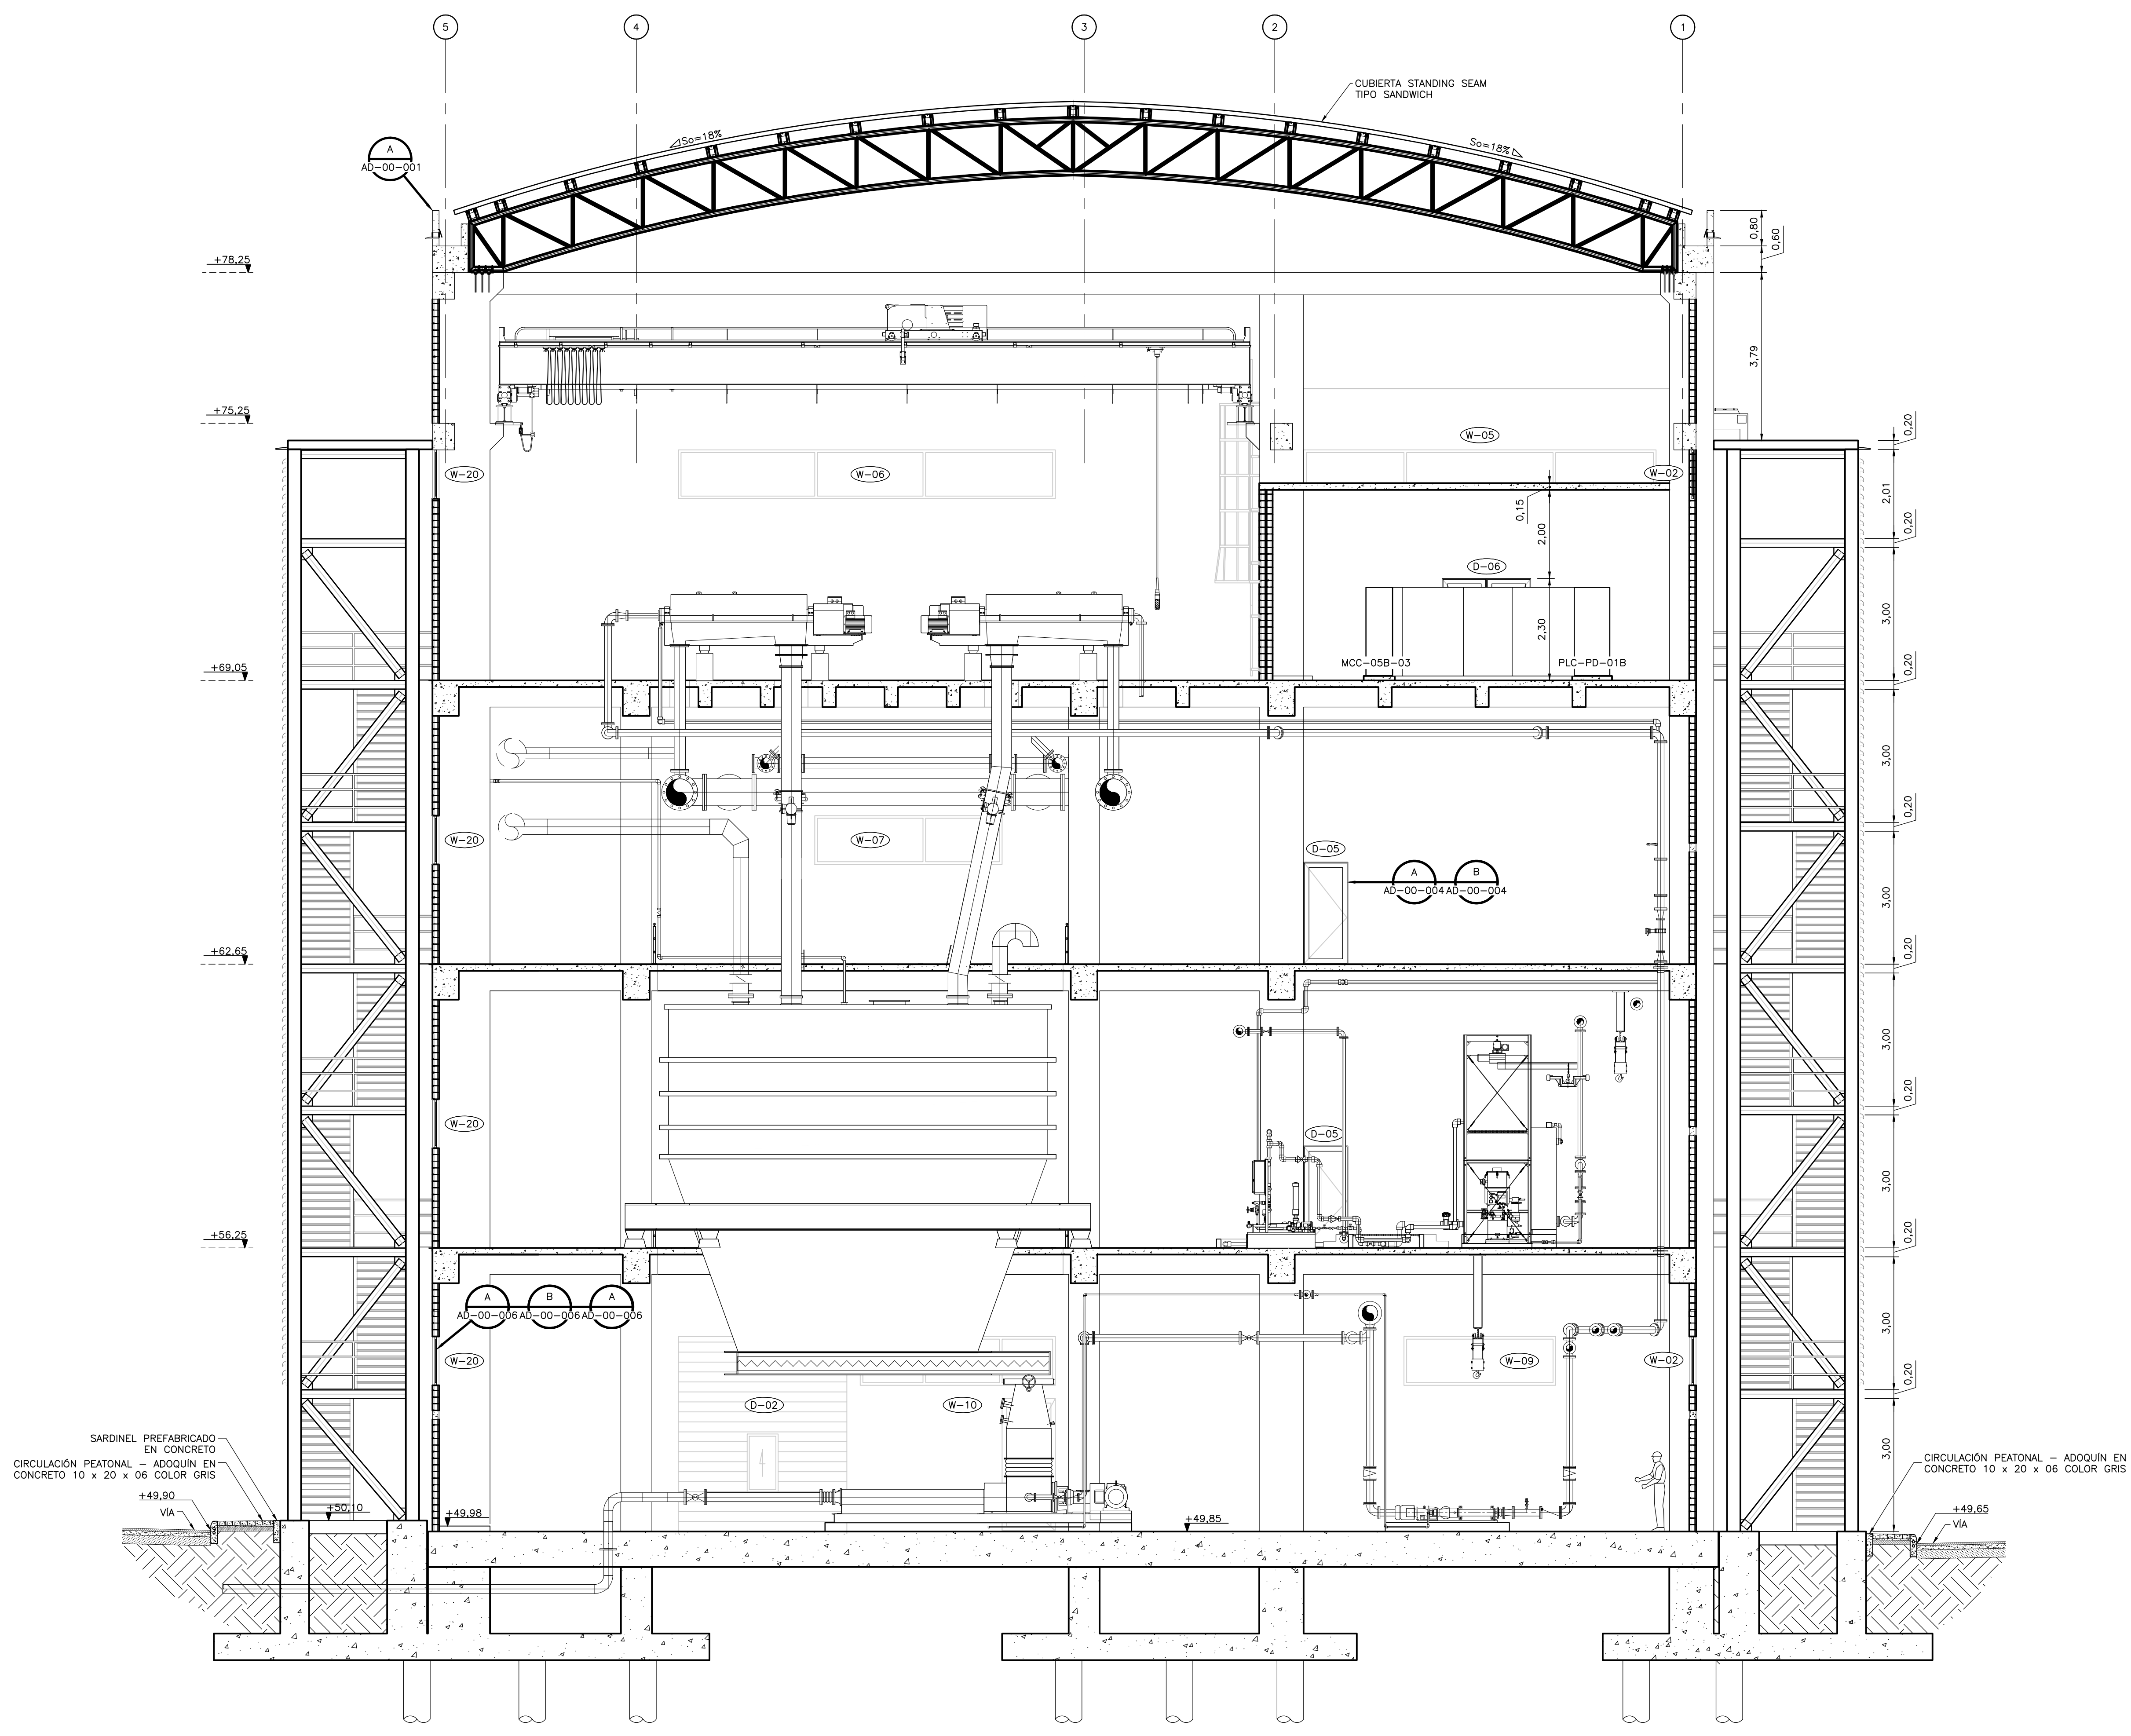 5
4
3
2
1
CUBIERTA STANDING SEAM
TIPO SANDWICH
So=18%
So=18%
A
AD-00-001
+78,25
0,80
0,60
3,79
+75,25
0,20
W-20
W-06
W-05
W-02
2,01
0,15
2,00
0,20
D-06
2,30
3,00
MCC-05B-03
PLC-PD-01B
+69,05
0,20
3,00
W-20
W-07
D-05
A
AD-00-004
B
AD-00-004
0,20
3,00
+62,65
0,20
3,00
W-20
D-05
0,20
3,00
+56,25
0,20
A
AD-00-006
B
AD-00-006
A
AD-00-006
3,00
W-20
W-09
W-02
0,20
D-02
W-10
3,00
SARDINEL PREFABRICADO
EN CONCRETO
CIRCULACIÓN PEATONAL – ADOQUÍN EN
CONCRETO 10 x 20 x 06 COLOR GRIS
CIRCULACIÓN PEATONAL – ADOQUÍN EN
CONCRETO 10 x 20 x 06 COLOR GRIS
+49,90
VÍA
+50,10
+49,98
+49,85
+49,65
VÍA